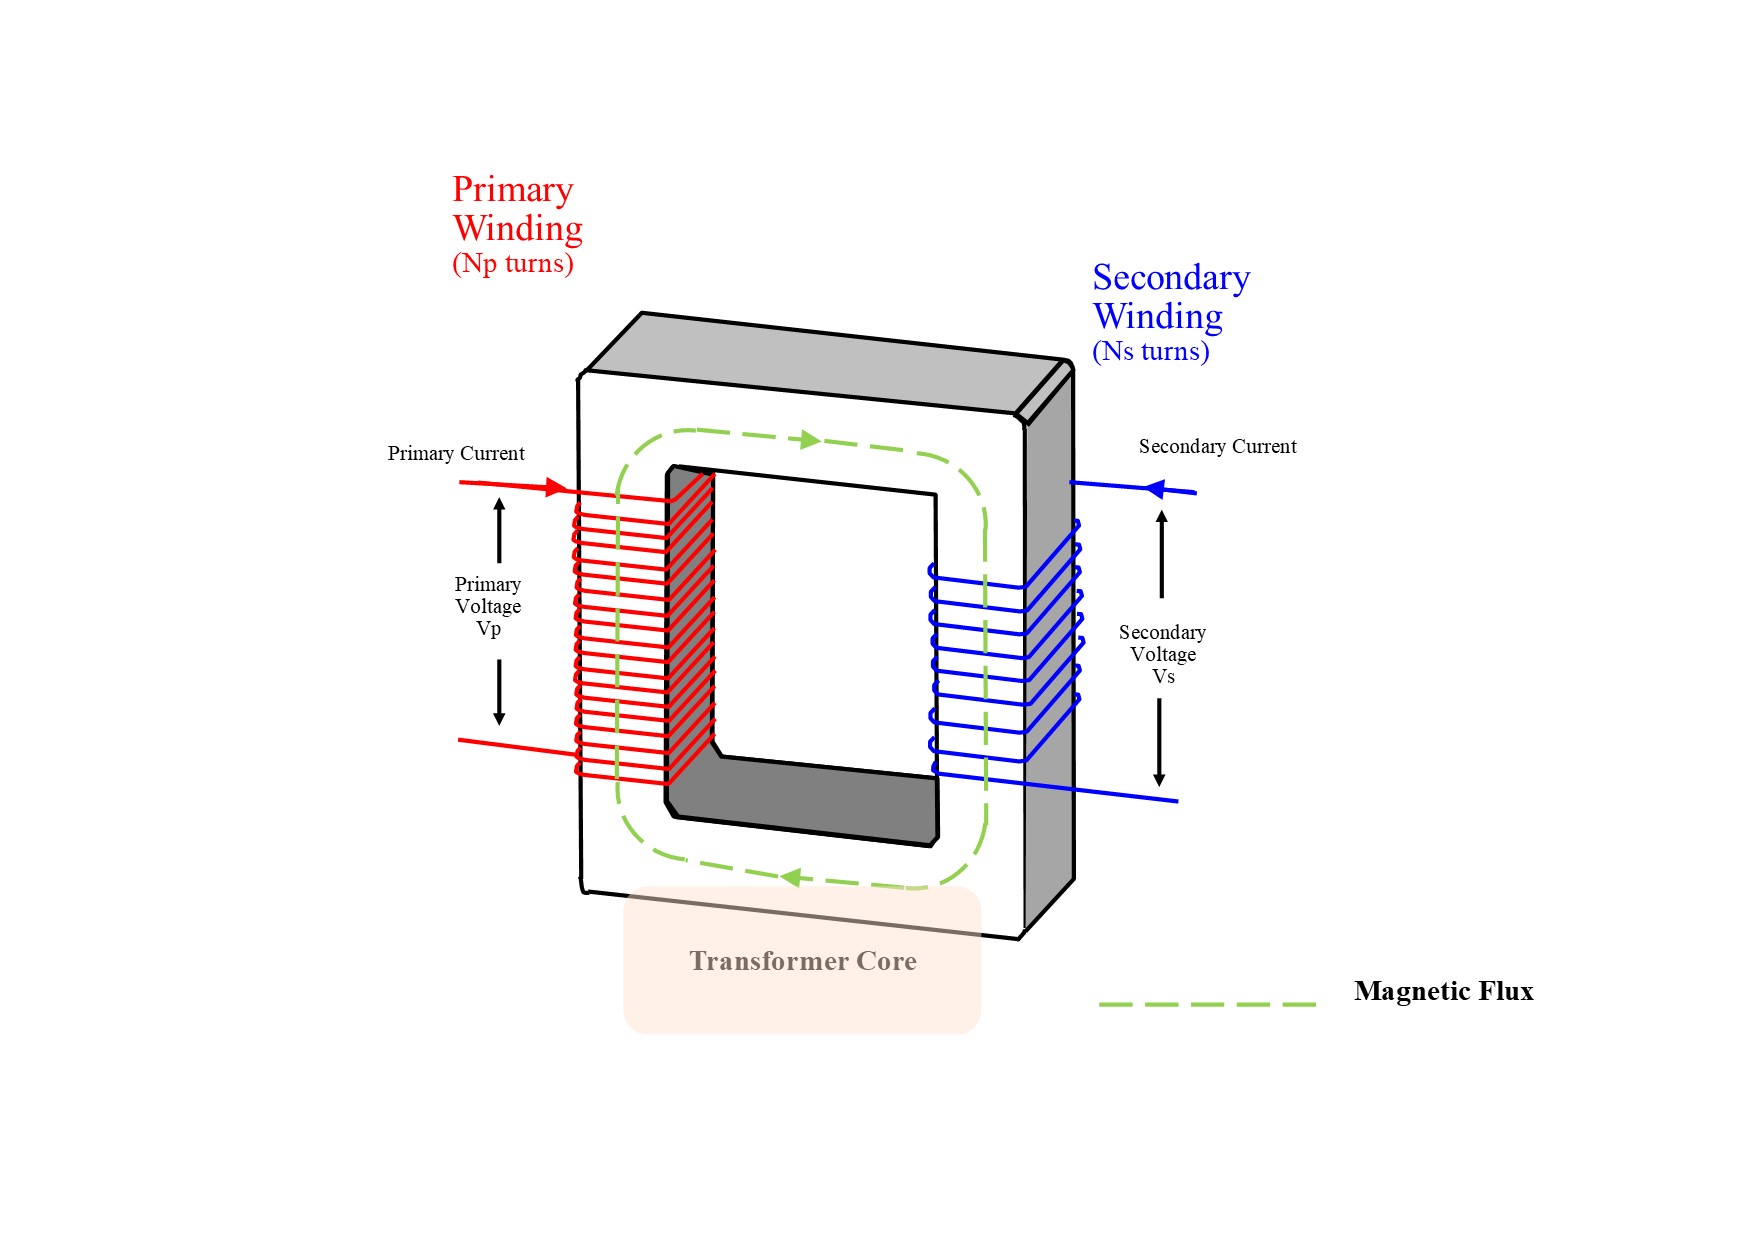 Primary
Winding
(Np turns)
Secondary
Winding
(Ns turns)
Primary Current
Secondary Current
Primary
Voltage
Vp
Secondary
Voltage
Vs
Transformer Core
Magnetic Flux